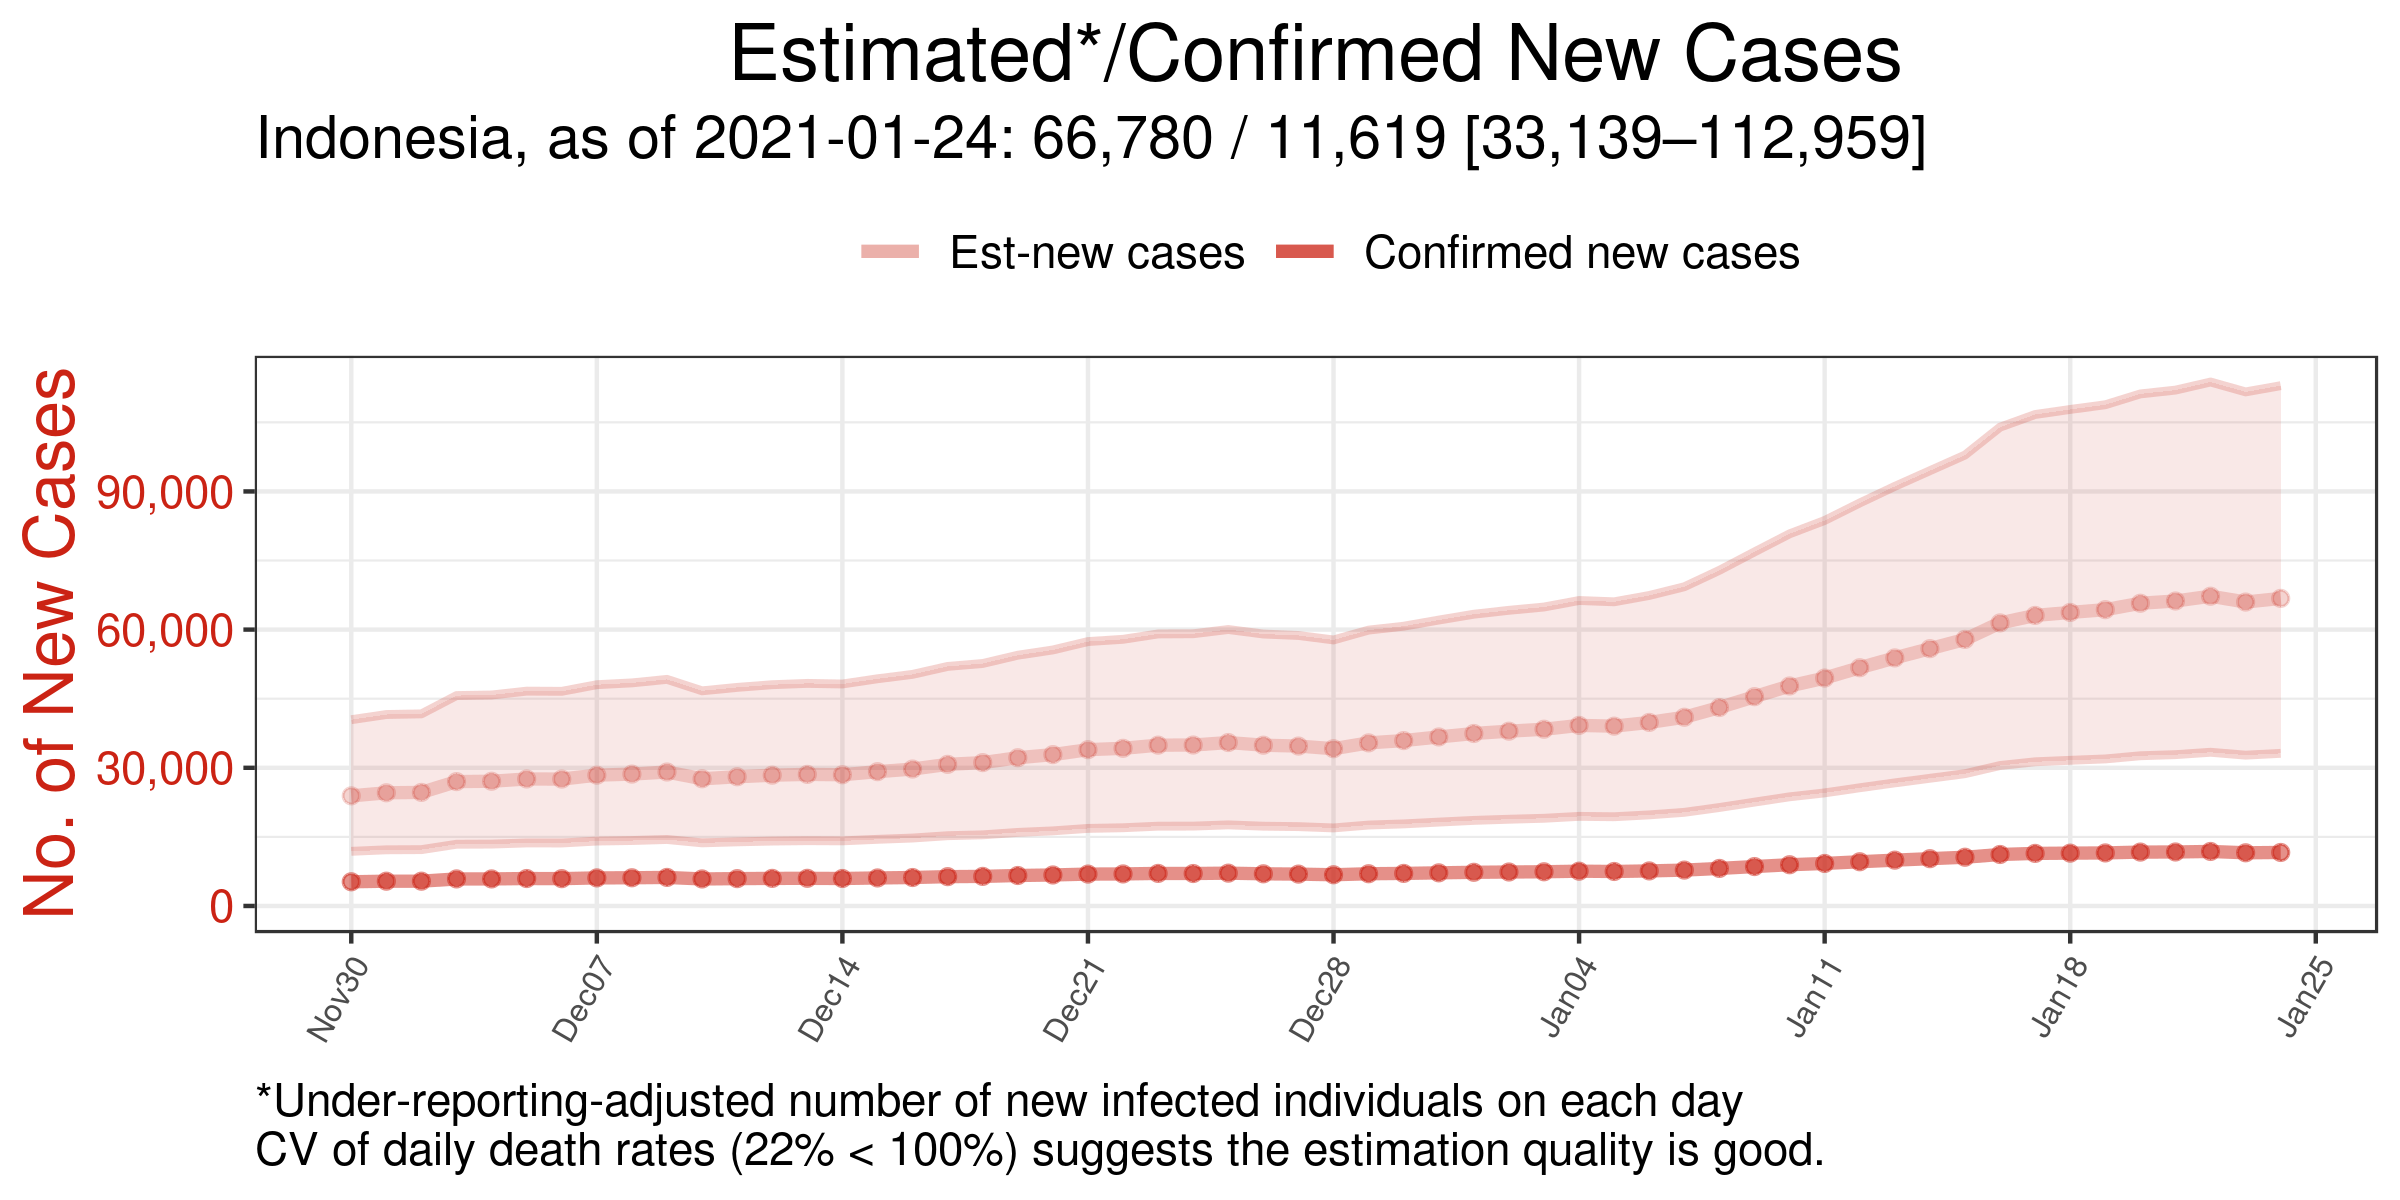 Estimated*/Confirmed New Cases
Indonesia, as of 2021-01-24: 66,780 / 11,619 [33,139–112,959]
Est-new cases Confirmed new cases
No. of New Cases
90,000
60,000
30,000
0
Nov30 Dec07 Dec14 Dec21 Dec28 Jan04 Jan11 Jan18 Jan25
*Under-reporting-adjusted number of new infected individuals on each day
CV of daily death rates (22% < 100%) suggests the estimation quality is good.